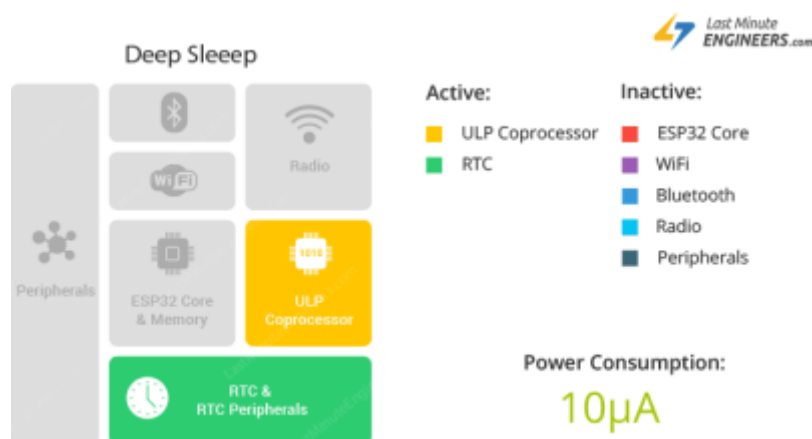 Last Minute
ENGINEERS.com
Deep Sleeep
Active:
ULP Coprocessor
RTC
Inactive:
ESP32 Core
WiFi
Bluetooth
Radio
Peripherals
Peripherals
WiFi
Radio
ESP32 Core
& Memory
1010
ULP
Coprocessor
RTC &
RTC Peripherals
Power Consumption:
10µA